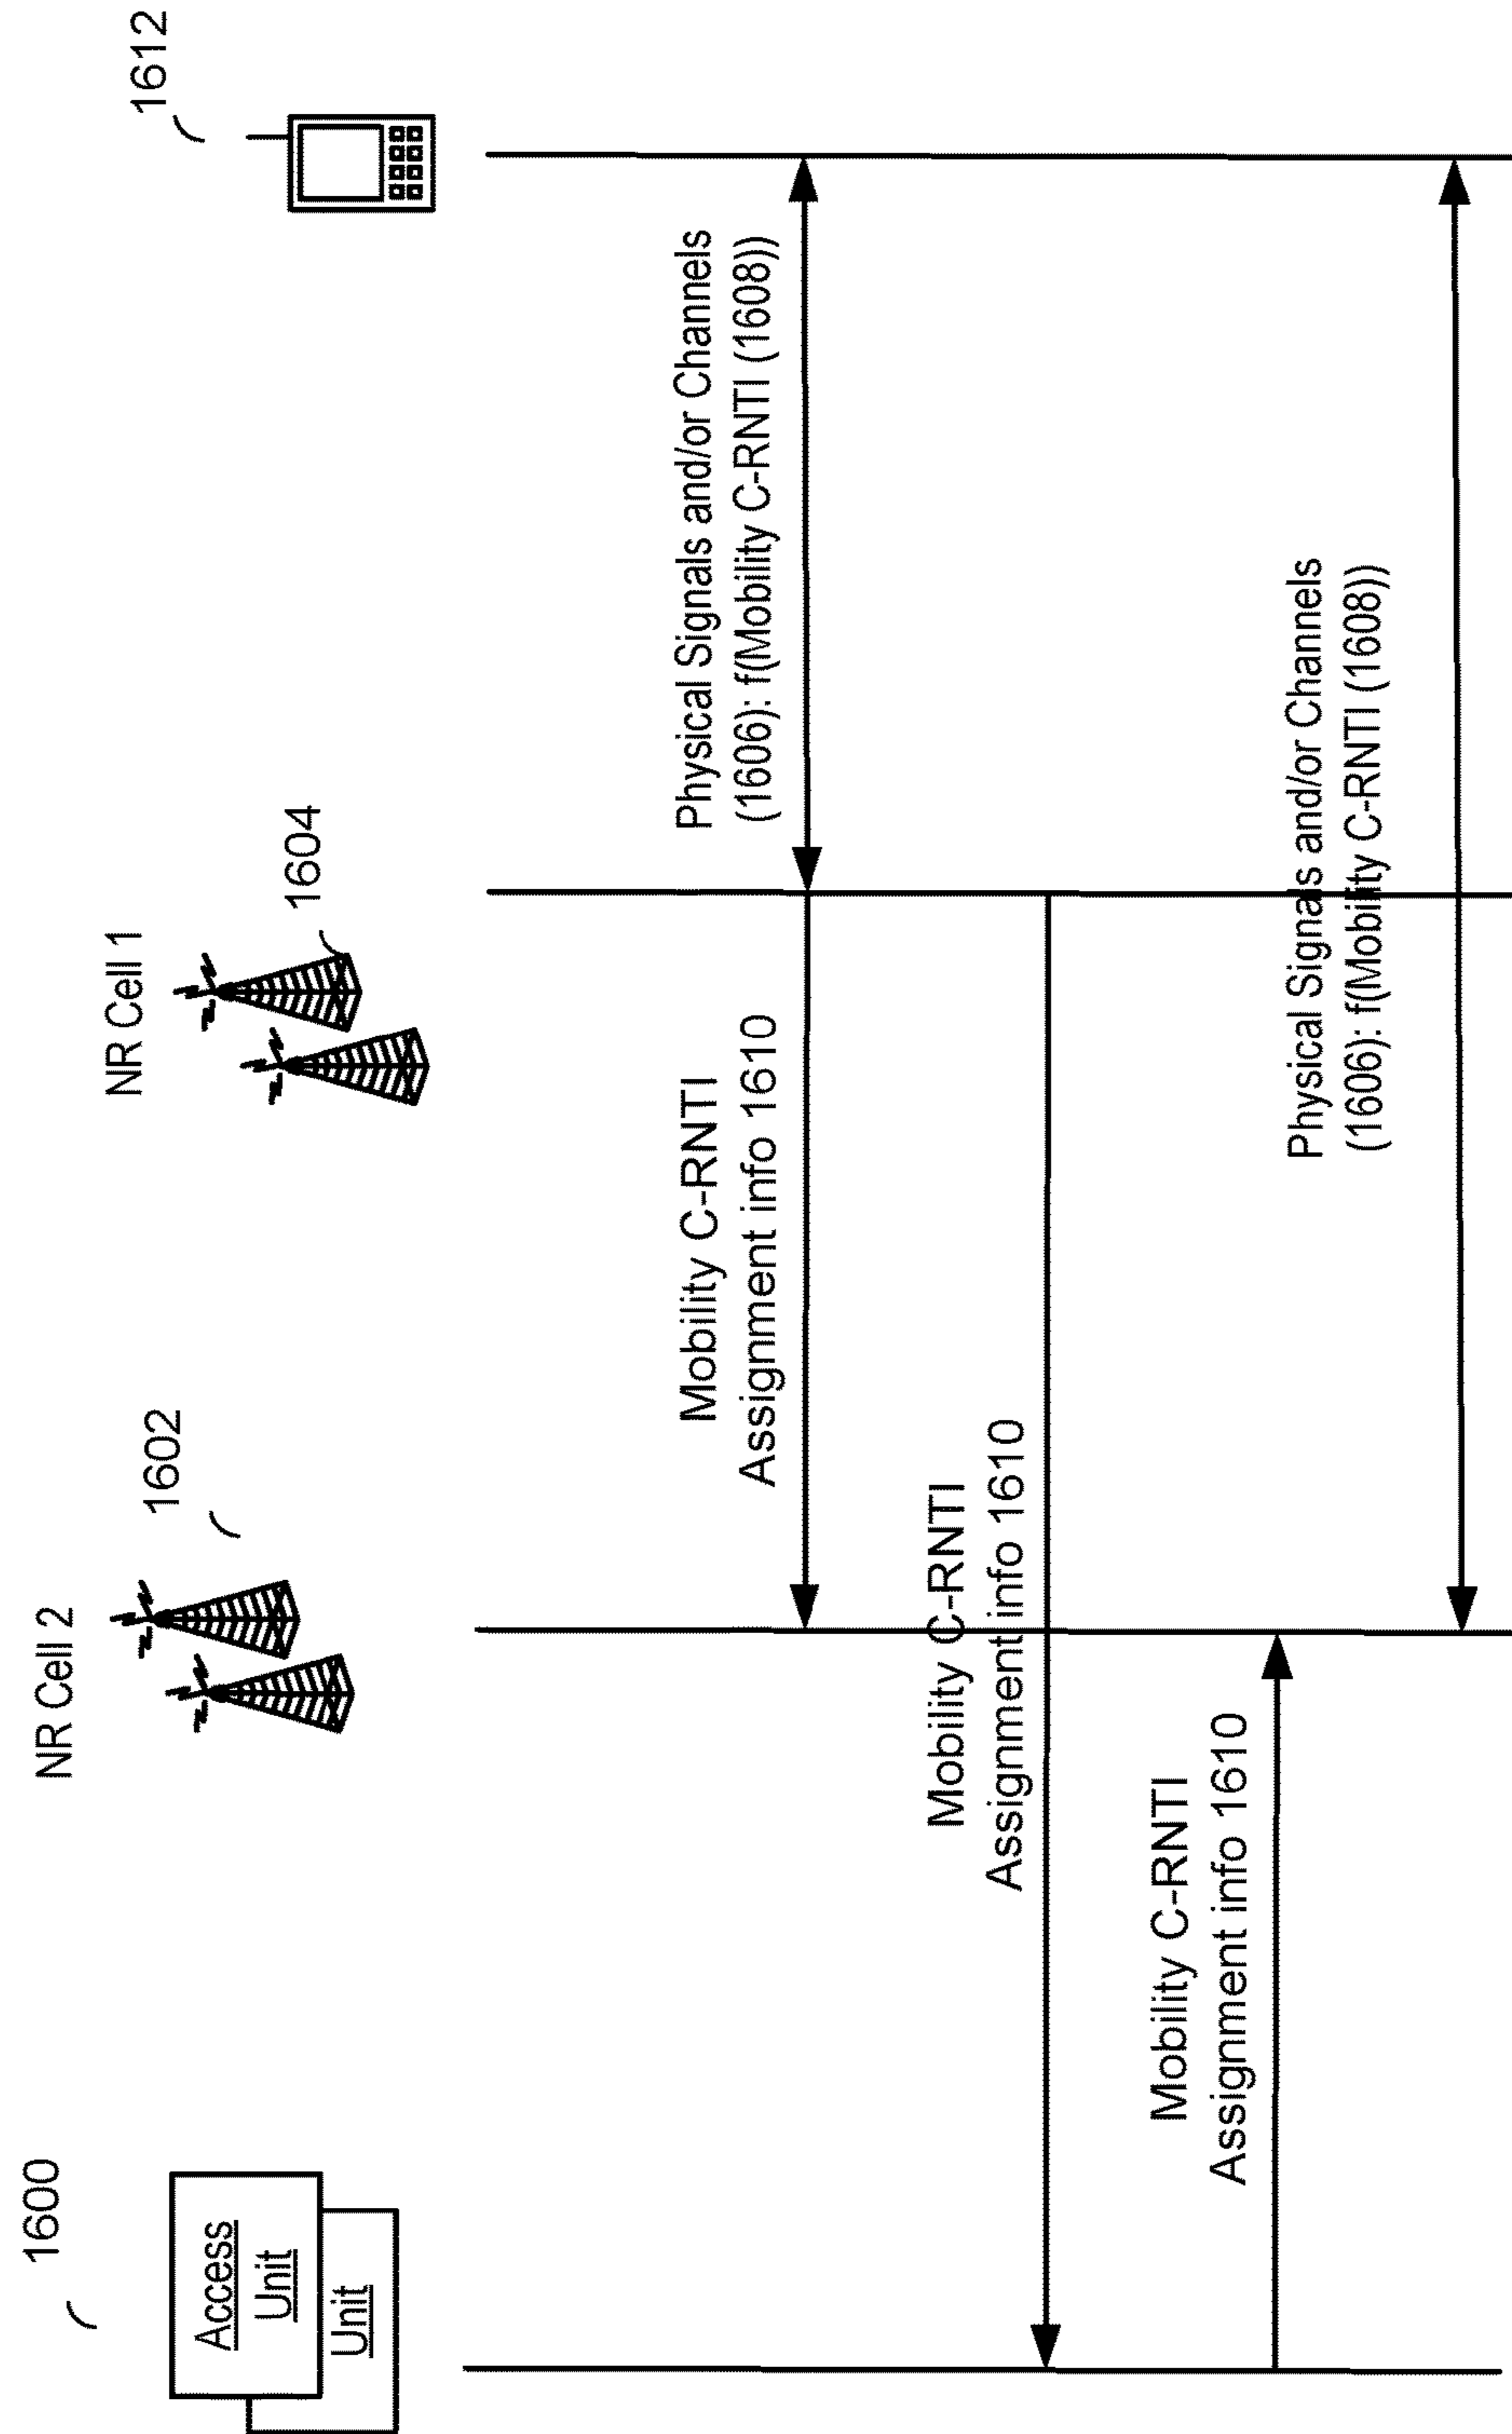 1600
Access
Unit
Unit
NR Cell 2
1602
NR Cell 1
1604
1612
Mobility C-RNTI
Assignment info 1610
Physical Signals and/or Channels
(1606): f(Mobility C-RNTI (1608))
Mobility C-RNTI
Assignment info 1610
Mobility C-RNTI
Assignment info 1610
Physical Signals and/or Channels
(1606): f(Mobility C-RNTI (1608))